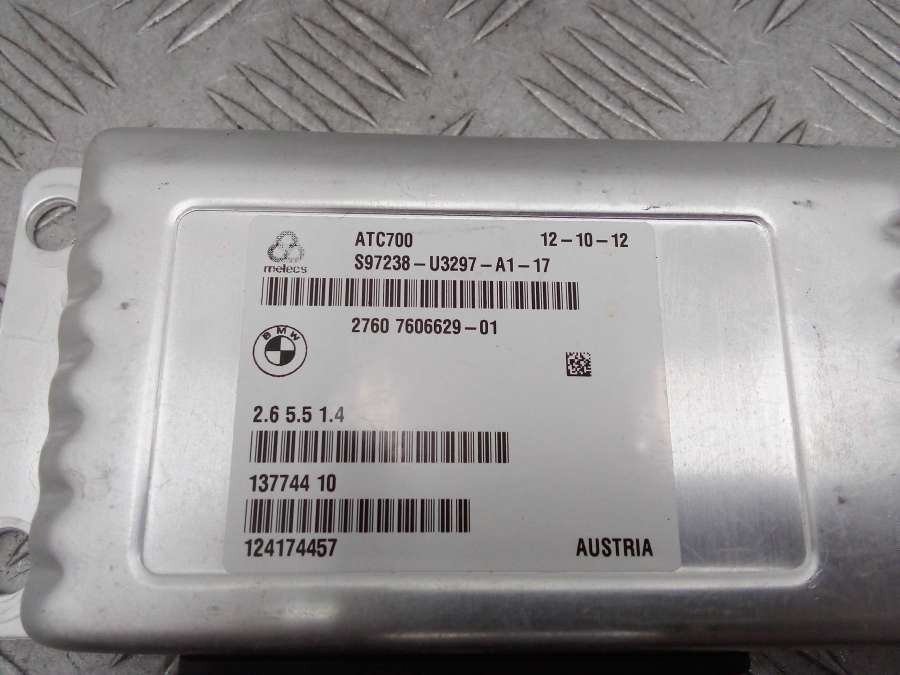 ATC700 12-10-12
melecs S97238-U3297-A1-17
2760 7606629-01
BMW
2.6 5.5 1.4
137744 10
124174457 AUSTRIA